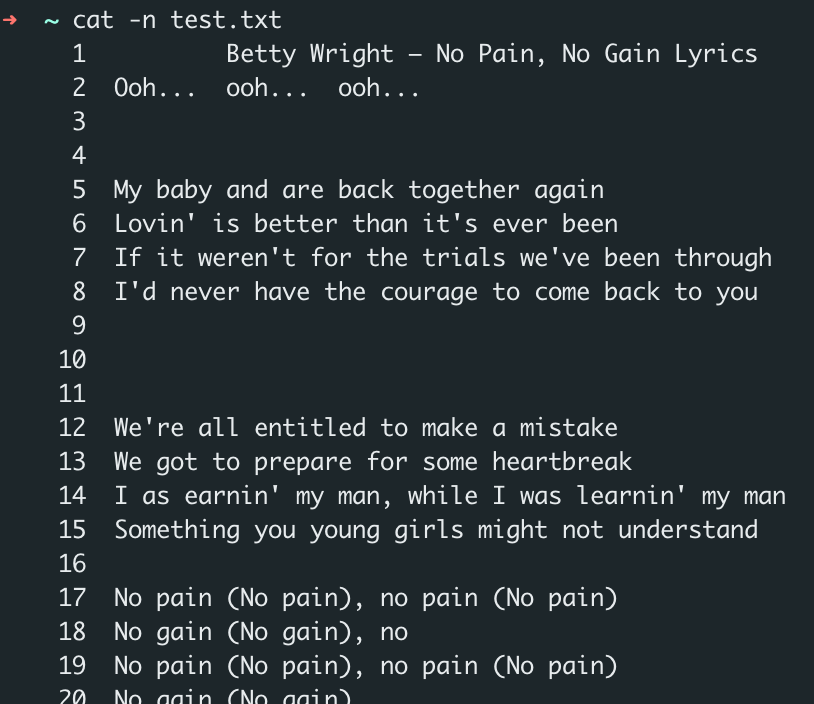 ➜  ~ cat -n test.txt
1 Betty Wright – No Pain, No Gain Lyrics
2 Ooh...  ooh...  ooh...
3
4
5 My baby and are back together again
6 Lovin' is better than it's ever been
7 If it weren't for the trials we've been through
8 I'd never have the courage to come back to you
9
10
11
12 We're all entitled to make a mistake
13 We got to prepare for some heartbreak
14 I as earnin' my man, while I was learnin' my man
15 Something you young girls might not understand
16
17 No pain (No pain), no pain (No pain)
18 No gain (No gain), no
19 No pain (No pain), no pain (No pain)
20 No gain (No gain)